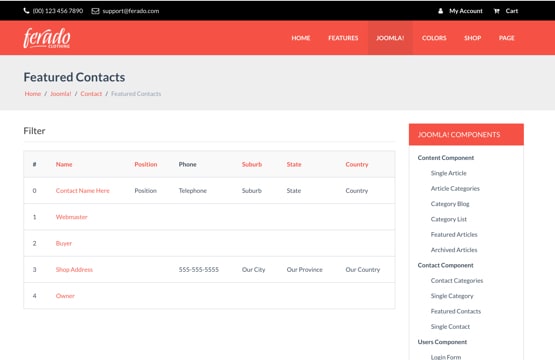 (00) 123 456 7890 support@ferado.com My Account Cart
ferado CLOTHING HOME FEATURES JOOMLA! COLORS SHOP PAGE
Featured Contacts
Home / Joomla! / Contact / Featured Contacts
Filter
# Name Position Phone Suburb State Country
0 Contact Name Here Position Telephone Suburb State Country
1 Webmaster
2 Buyer
3 Shop Address 555-555-5555 Our City Our Province Our Country
4 Owner
JOOMLA! COMPONENTS
Content Component
Single Article
Article Categories
Category Blog
Category List
Featured Articles
Archived Articles
Contact Component
Contact Categories
Single Category
Featured Contacts
Single Contact
Users Component
Login Form